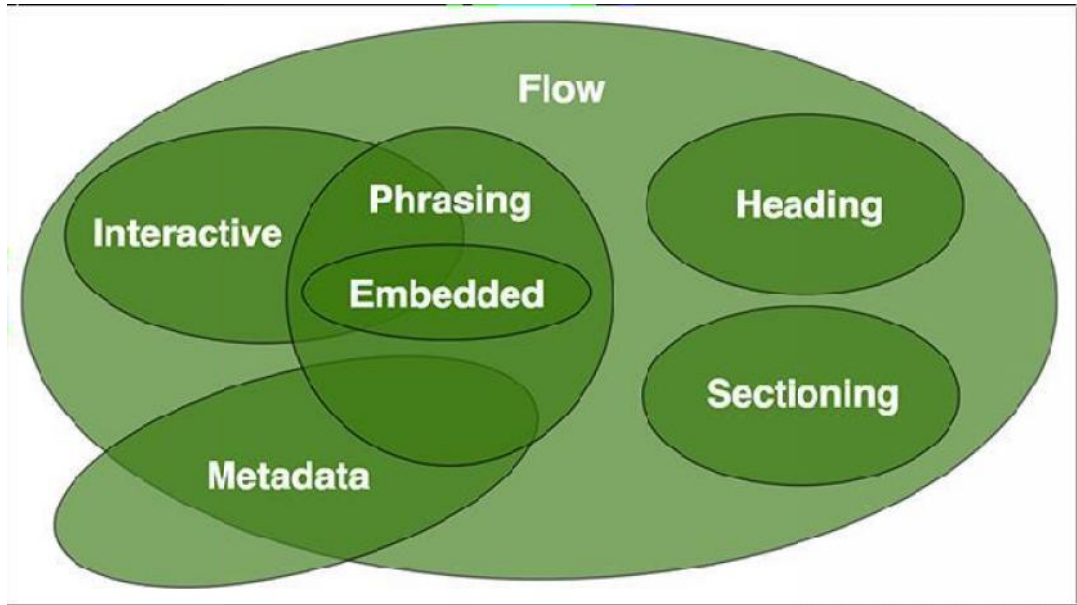 Flow
Phrasing
Heading
Interactive
Embedded
Sectioning
Metadata